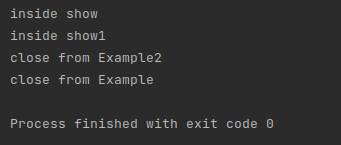 inside show
inside show1
close from Example2
close from Example
Process finished with exit code 0